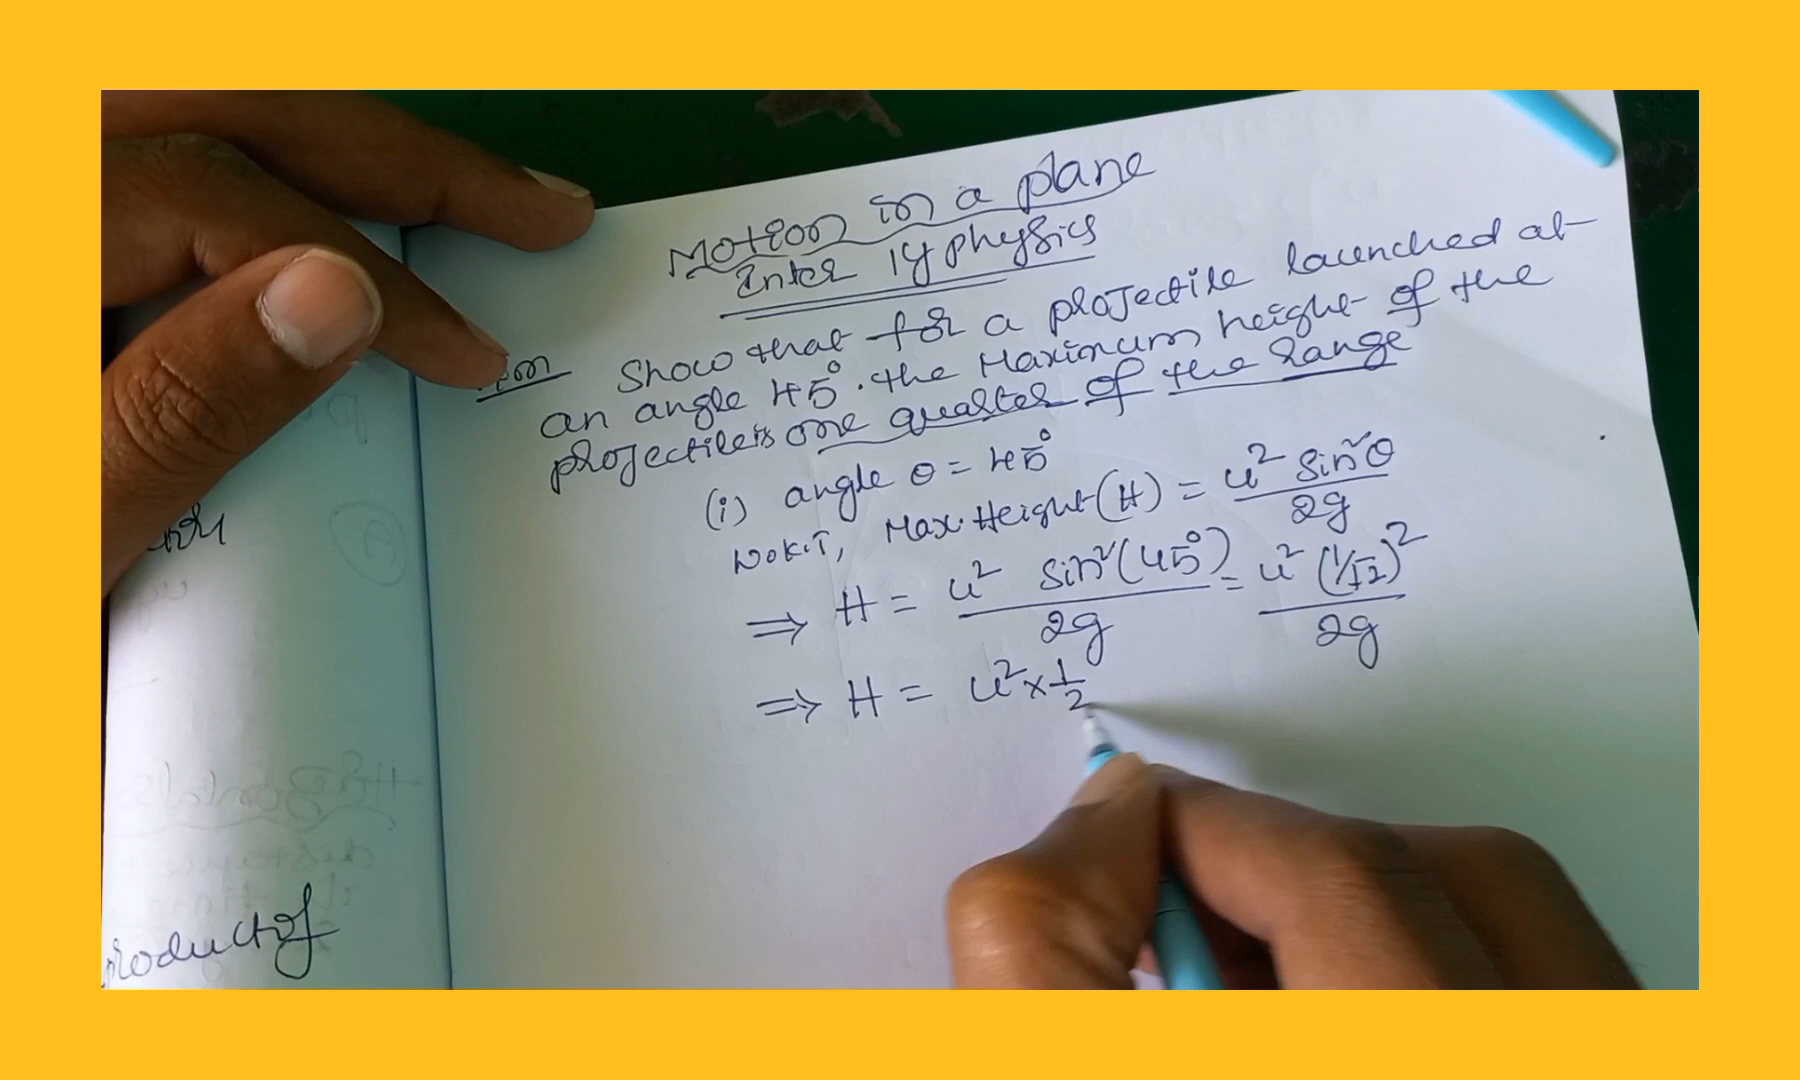 Motion in a plane
Inter 1y physics
Show that for a projectile launched at
an angle 45°. the Maximum height of the
projectile is one quarter of the range
(i) angle θ = 45°
W.O.K.T, Max. Height (H) = u² sin²θ / 2g
⇒ H = u² sin²(45°) / 2g = u² (1/√2)² / 2g
⇒ H = u² × 1/2
product of